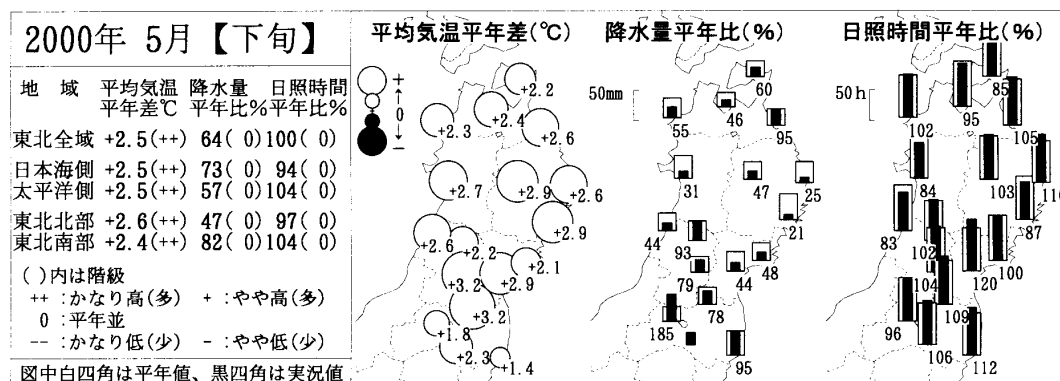 2000年 5月【下旬】
地 域 平均気温 降水量 日照時間
平年差℃ 平年比% 平年比%
東北全域 +2.5(++) 64( 0) 100( 0)
日本海側 +2.5(++) 73( 0) 94( 0)
太平洋側 +2.5(++) 57( 0) 104( 0)
東北北部 +2.6(++) 47( 0) 97( 0)
東北南部 +2.4(++) 82( 0) 104( 0)
( )内は階級
++ :かなり高(多) + :やや高(多)
0 :平年並
-- :かなり低(少) - :やや低(少)
図中白四角は平年値、黒四角は実況値
平均気温平年差(℃)
+
0
-
+2.2
+2.4
+2.3
+2.6
+2.7
+2.9
+2.6
+2.9
+2.6
+2.2
+2.1
+3.2
+2.9
+3.2
+1.8
+2.3
+1.4
降水量平年比(%)
50mm
60
55
46
95
31
47
25
21
44
93
48
79
44
78
185
95
日照時間平年比(%)
50h
85
95
102
105
84
103
110
87
83
102
100
104
120
109
96
106
112